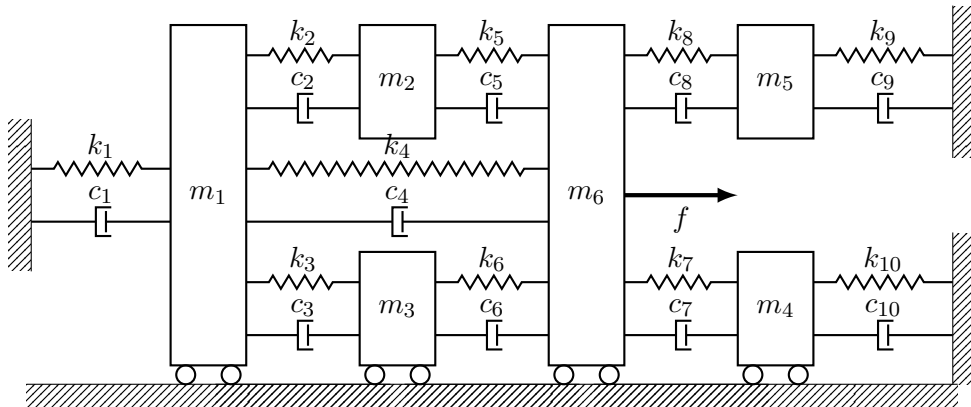 k₂ k₅ k₈ k₉
c₂ m₂ c₅ c₈ m₅ c₉
k₁ k₄
c₁ m₁ c₄ m₆ f
k₃ k₆ k₇ k₁₀
c₃ m₃ c₆ c₇ m₄ c₁₀